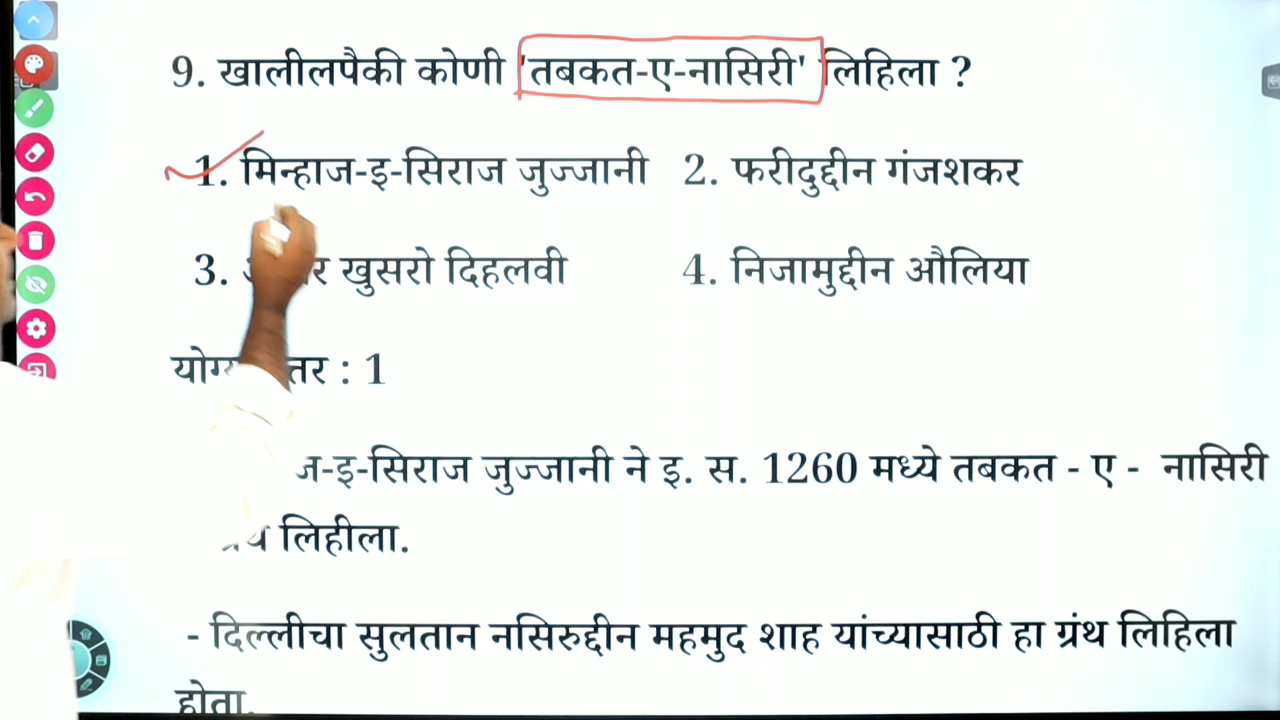 9. खालीलपैकी कोणी 'तबकत-ए-नासिरी' लिहिला ?
1. मिन्हाज-इ-सिराज जुज्जानी 2. फरीदुद्दीन गंजशकर
3. खुसरो दिहलवी 4. निजामुद्दीन औलिया
: 1
ज-इ-सिराज जुज्जानी ने इ. स. 1260 मध्ये तबकत - ए - नासिरी
लिहीला.
- दिल्लीचा सुलतान नसिरुद्दीन महमुद शाह यांच्यासाठी हा ग्रंथ लिहिला
होता.